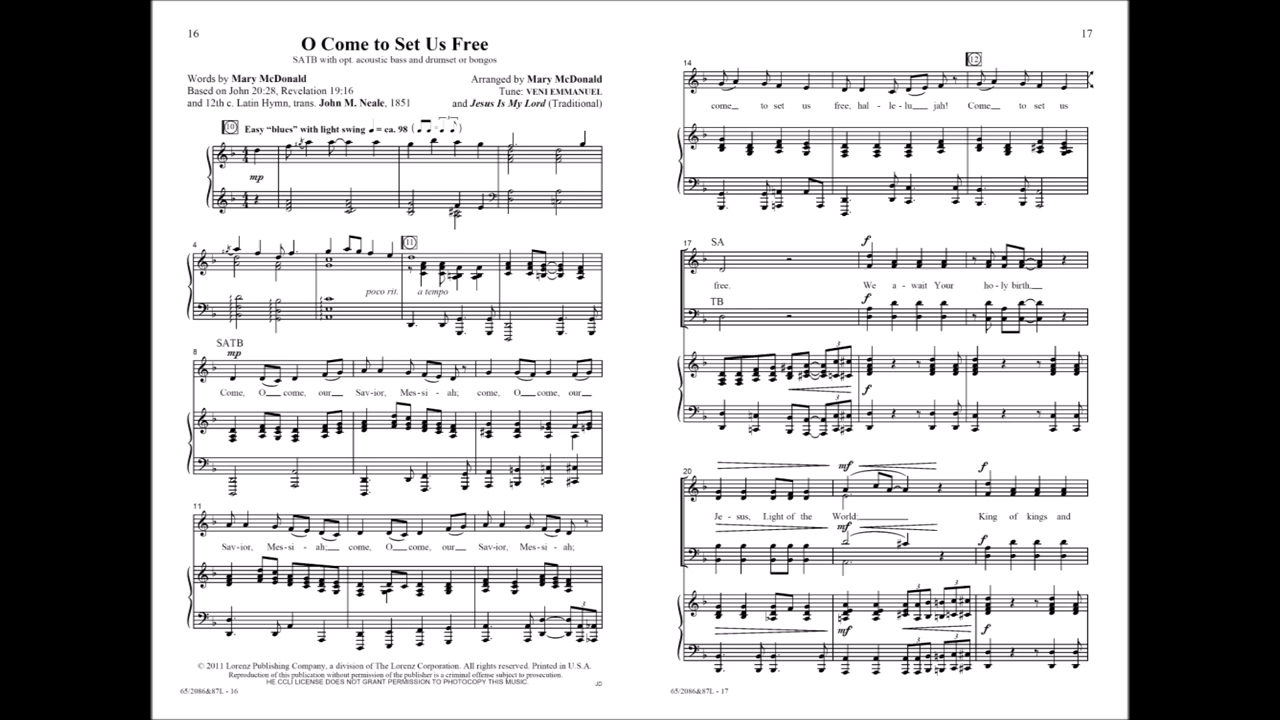 16
O Come to Set Us Free
SATB with opt. acoustic bass and drumset or bongos
Words by Mary McDonald
Based on John 20:28, Revelation 19:16
and 12th c. Latin Hymn, trans. John M. Neale, 1851
Arranged by Mary McDonald
Tune: VENI EMMANUEL
and Jesus Is My Lord (Traditional)
10 Easy “blues” with light swing ♩ = ca. 98
mp
4
11
poco rit. a tempo
SATB
mp
8
Come, O come, our Sav-ior, Mes-si-ah; come, O come, our
11
Sav-ior, Mes-si-ah; come, O come, our Sav-ior, Mes-si-ah;
© 2011 Lorenz Publishing Company, a division of The Lorenz Corporation. All rights reserved. Printed in U.S.A.
Reproduction of this publication without permission of the publisher is a criminal offense subject to prosecution.
THE CCLI LICENSE DOES NOT GRANT PERMISSION TO PHOTOCOPY THIS MUSIC.
JD
65/2086&87L - 16
17
12
14
come to set us free, hal-le-lu-jah! Come to set us
17
SA
f
free. We a-wait Your ho-ly birth.
TB
f
3
f
3
20
mf
f
Je-sus, Light of the World; King of kings and
mf
f
3 3
mf
f
3 3
65/2086&87L - 17